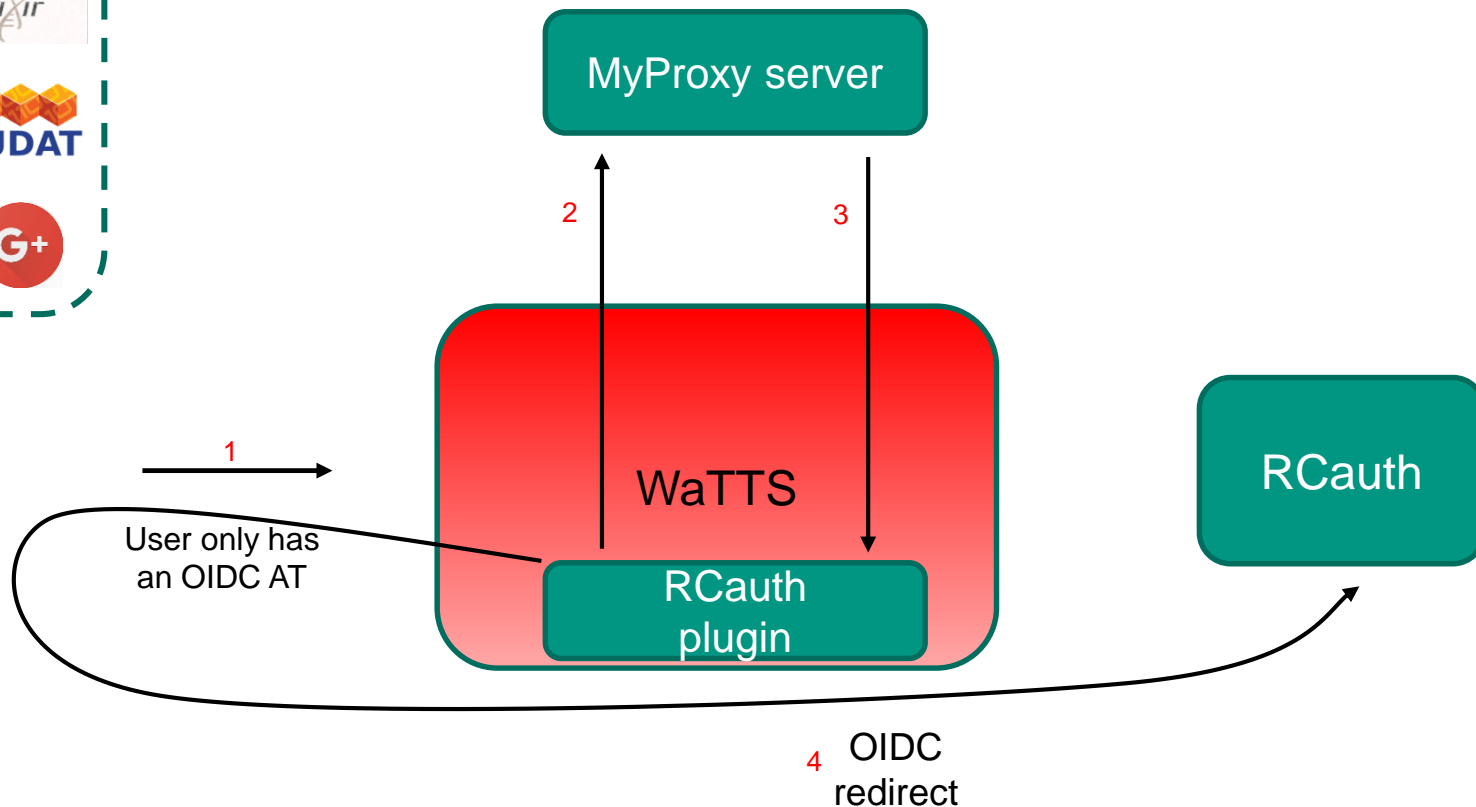 MyProxy server
UDAT
2
3
G+
1
WaTTS
RCauth
User only has
an OIDC AT
RCauth
plugin
4
OIDC
redirect